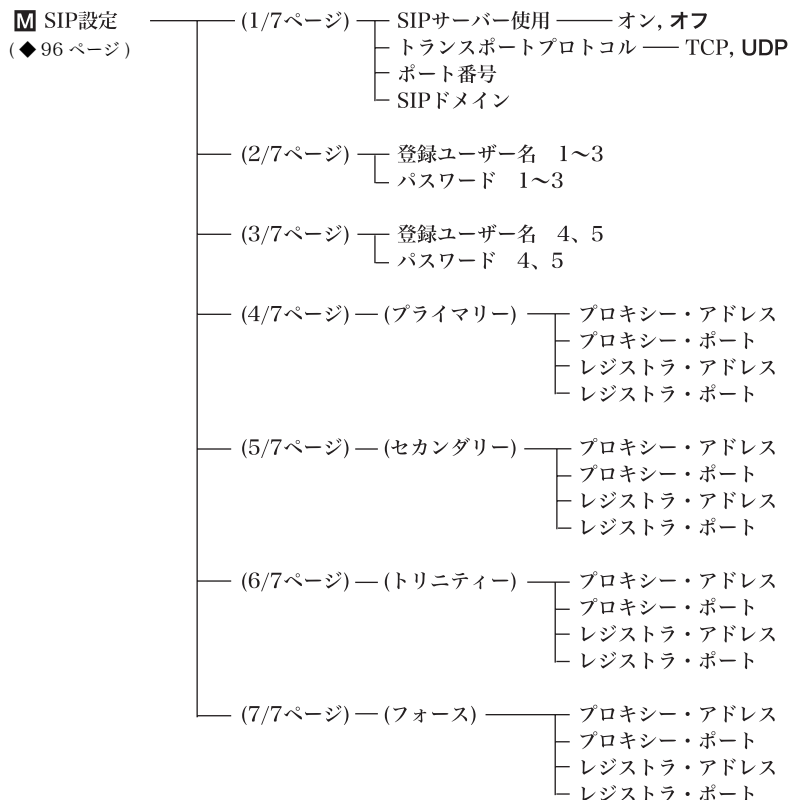 M SIP設定
( ◆ 96 ページ )
(1/7ページ) SIPサーバー使用 オン, オフ
トランスポートプロトコル TCP, UDP
ポート番号
SIPドメイン
(2/7ページ) 登録ユーザー名　1〜3
パスワード　1〜3
(3/7ページ) 登録ユーザー名　4、5
パスワード　4、5
(4/7ページ) (プライマリー) プロキシー・アドレス
プロキシー・ポート
レジストラ・アドレス
レジストラ・ポート
(5/7ページ) (セカンダリー) プロキシー・アドレス
プロキシー・ポート
レジストラ・アドレス
レジストラ・ポート
(6/7ページ) (トリニティー) プロキシー・アドレス
プロキシー・ポート
レジストラ・アドレス
レジストラ・ポート
(7/7ページ) (フォース) プロキシー・アドレス
プロキシー・ポート
レジストラ・アドレス
レジストラ・ポート